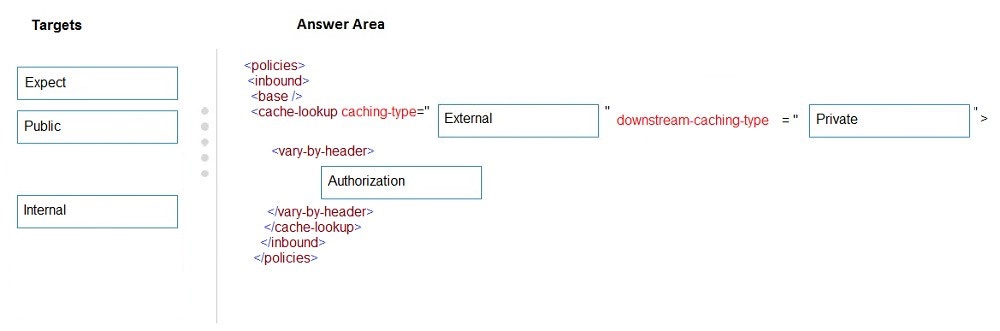 Targets
Answer Area
Expect
Public
Internal
<policies>
<inbound>
<base />
<cache-lookup caching-type=" External " downstream-caching-type = " Private ">
<vary-by-header>
Authorization
</vary-by-header>
</cache-lookup>
</inbound>
</policies>